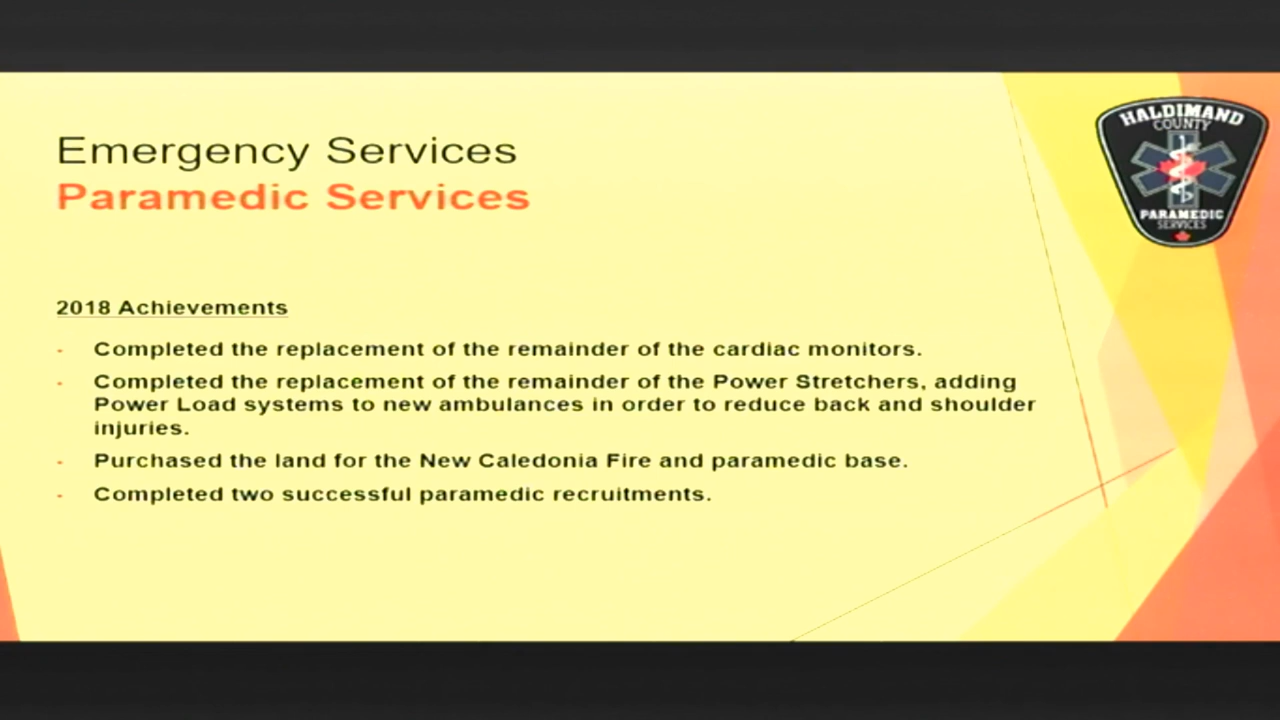 HALDIMAND
COUNTY
PARAMEDIC
SERVICES
Emergency Services
Paramedic Services
2018 Achievements
- Completed the replacement of the remainder of the cardiac monitors.
- Completed the replacement of the remainder of the Power Stretchers, adding
Power Load systems to new ambulances in order to reduce back and shoulder
injuries.
- Purchased the land for the New Caledonia Fire and paramedic base.
- Completed two successful paramedic recruitments.